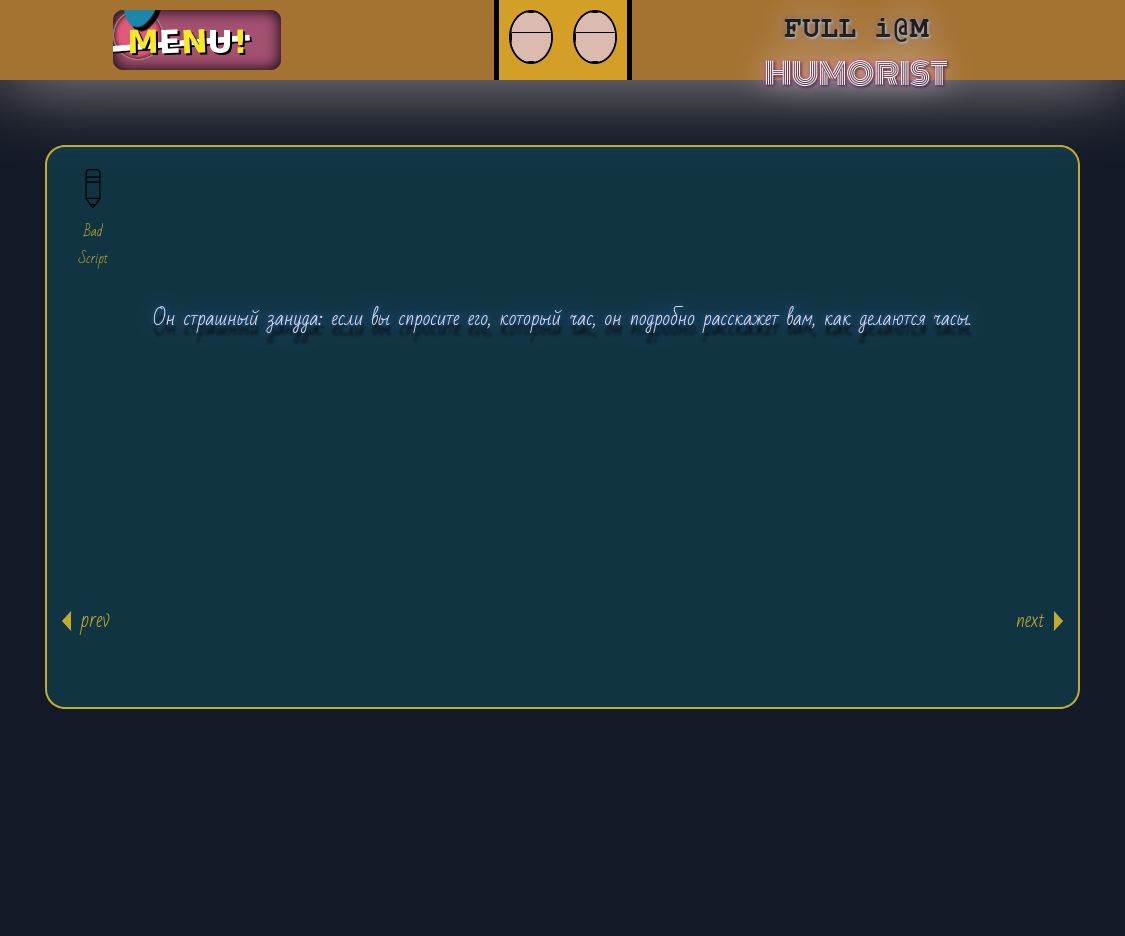 MENU!
FULL i@M
HUMORIST
Bad
Script
Он страшный зануда: если вы спросите его, который час, он подробно расскажет вам, как делаются часы.
prev
next